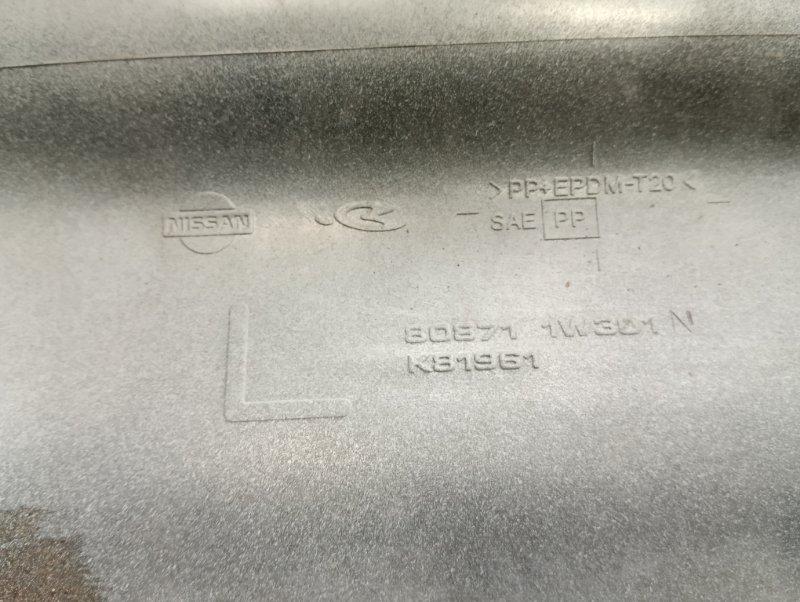 >PP+EPDM-T20<
NISSAN
SAE PP
80871 1W301 N
K81961
L